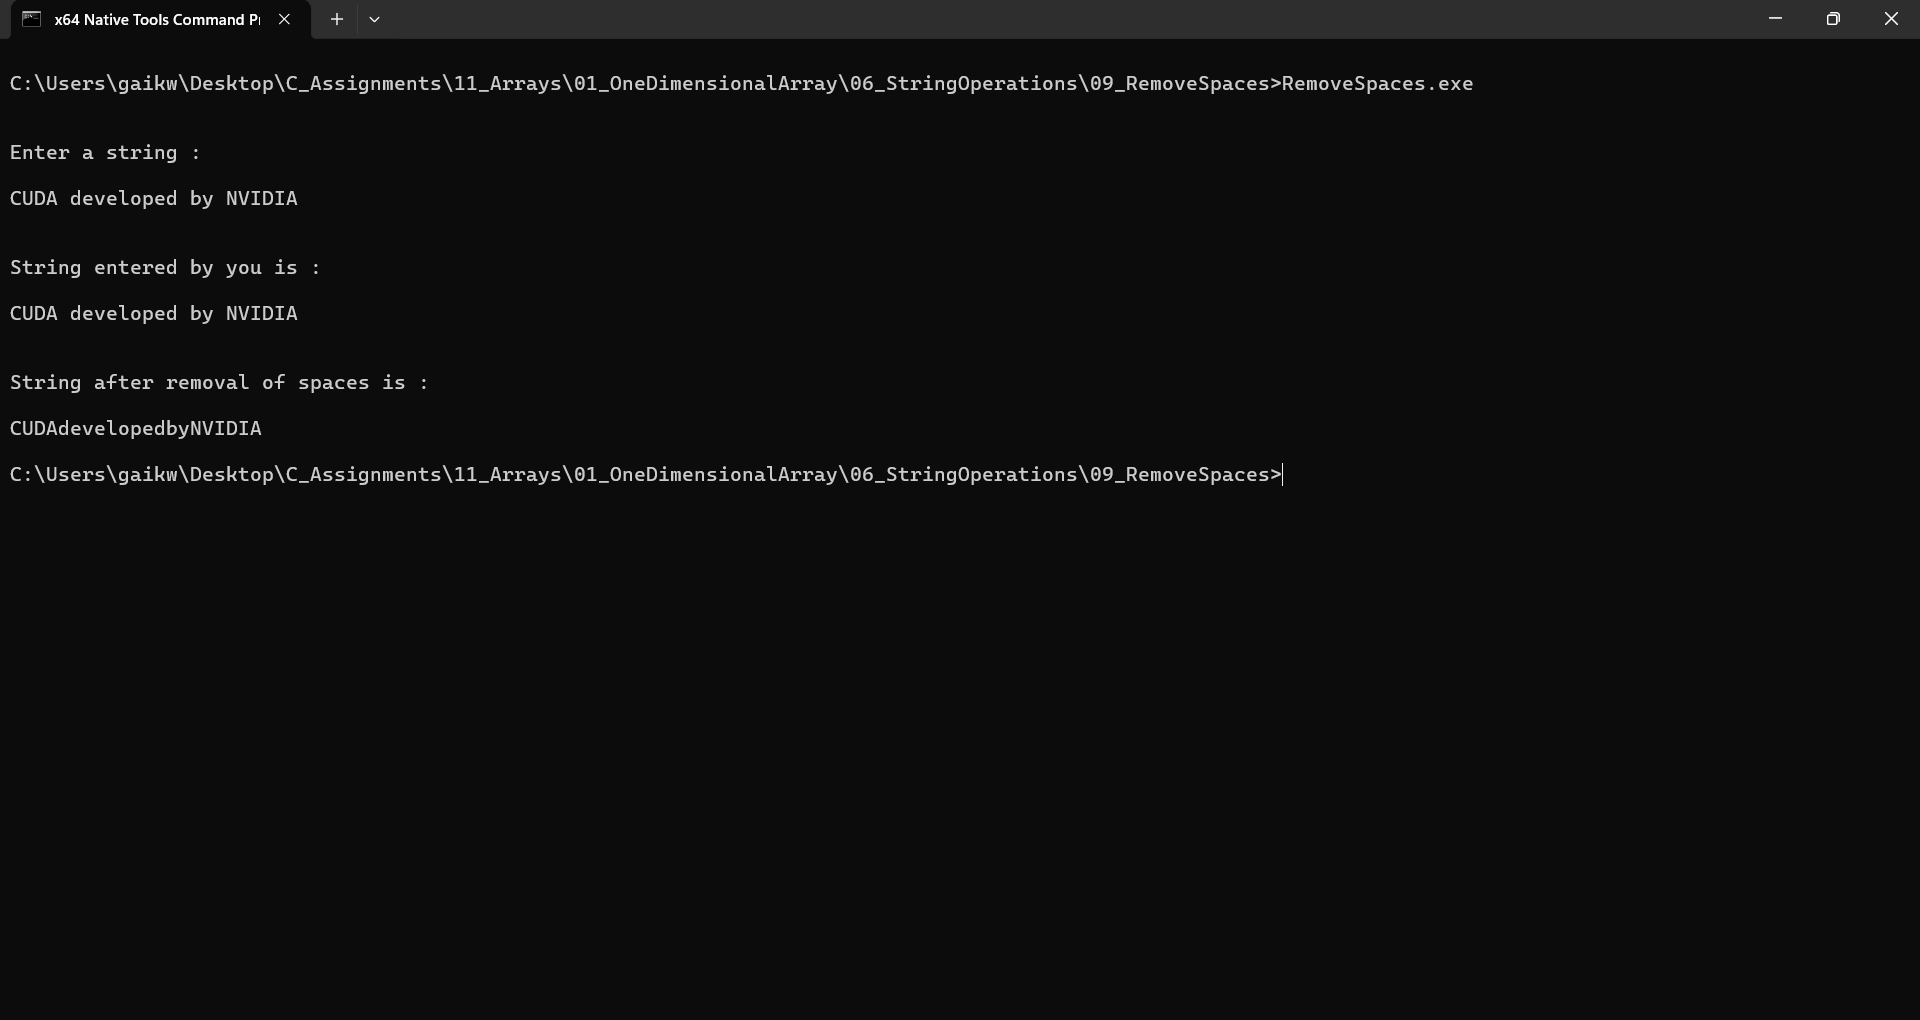 x64 Native Tools Command P
C:\Users\gaikw\Desktop\C_Assignments\11_Arrays\01_OneDimensionalArray\06_StringOperations\09_RemoveSpaces>RemoveSpaces.exe
Enter a string :
CUDA developed by NVIDIA
String entered by you is :
CUDA developed by NVIDIA
String after removal of spaces is :
CUDAdevelopedbyNVIDIA
C:\Users\gaikw\Desktop\C_Assignments\11_Arrays\01_OneDimensionalArray\06_StringOperations\09_RemoveSpaces>